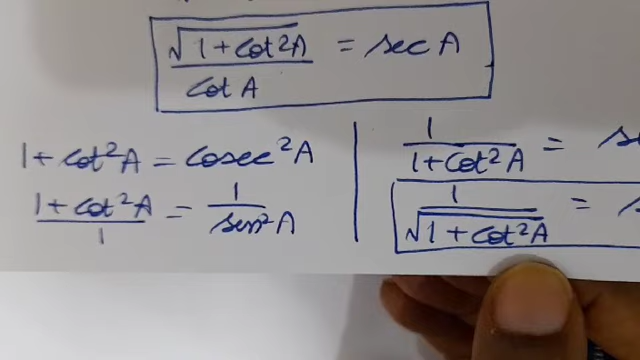 √(1+cot²A) / cot A = sec A
1 + cot²A = cosec²A
(1 + cot²A) / 1 = 1 / sin²A
1 / (1+cot²A) =
1 / √(1+cot²A) =